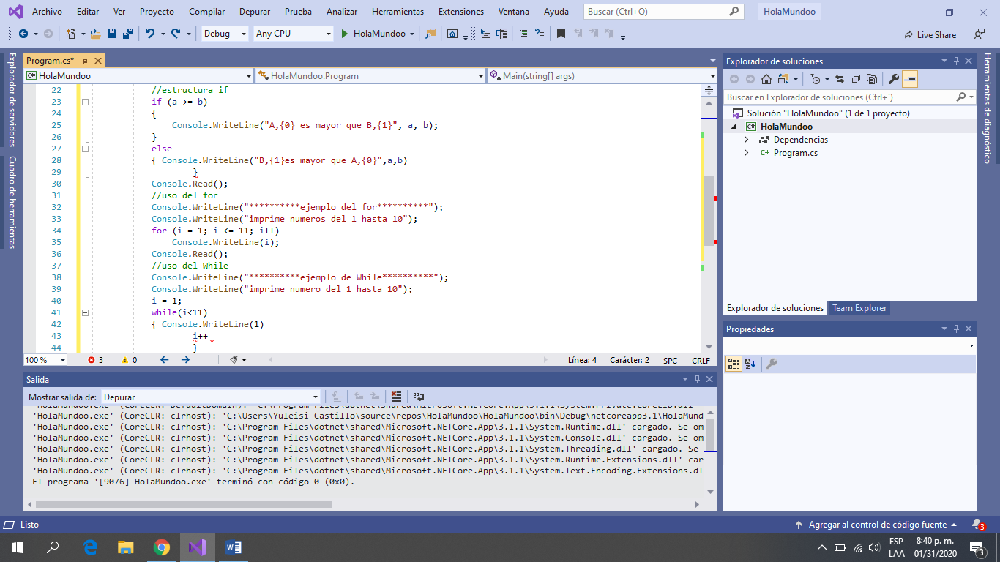 Archivo Editar Ver Proyecto Compilar Depurar Prueba Analizar Herramientas Extensiones Ventana Ayuda Buscar (Ctrl+Q) HolaMundoo
Debug Any CPU HolaMundoo Live Share
Explorador de servidores
Cuadro de herramientas
Program.cs*
HolaMundoo HolaMundoo.Program Main(string[] args)
22 //estructura if
23 if (a >= b)
24 {
25 Console.WriteLine("A,{0} es mayor que B,{1}", a, b);
26 }
27 else
28 { Console.WriteLine("B,{1}es mayor que A,{0}",a,b)
29 }
30 Console.Read();
31 //uso del for
32 Console.WriteLine("**********ejemplo del for**********");
33 Console.WriteLine("imprime numeros del 1 hasta 10");
34 for (i = 1; i <= 11; i++)
35 Console.WriteLine(i);
36 Console.Read();
37 //uso del While
38 Console.WriteLine("**********ejemplo de While**********");
39 Console.WriteLine("imprime numero del 1 hasta 10");
40 i = 1;
41 while(i<11)
42 { Console.WriteLine(1)
43 i++
44 }
100 % 3 0 Línea: 4 Carácter: 2 SPC CRLF
Salida
Mostrar salida de: Depurar
'HolaMundoo.exe' (CoreCLR: DefaultDomain): 'C:\Program Files\dotnet\shared\Microsoft.NETCore.App\3.1.1\System.Private.CoreLib.dll'
'HolaMundoo.exe' (CoreCLR: clrhost): 'C:\Users\Yuleisi Castillo\source\repos\HolaMundoo\HolaMundoo\bin\Debug\netcoreapp3.1\HolaMund
'HolaMundoo.exe' (CoreCLR: clrhost): 'C:\Program Files\dotnet\shared\Microsoft.NETCore.App\3.1.1\System.Runtime.dll' cargado. Se om
'HolaMundoo.exe' (CoreCLR: clrhost): 'C:\Program Files\dotnet\shared\Microsoft.NETCore.App\3.1.1\System.Console.dll' cargado. Se om
'HolaMundoo.exe' (CoreCLR: clrhost): 'C:\Program Files\dotnet\shared\Microsoft.NETCore.App\3.1.1\System.Threading.dll' cargado. Se
'HolaMundoo.exe' (CoreCLR: clrhost): 'C:\Program Files\dotnet\shared\Microsoft.NETCore.App\3.1.1\System.Runtime.Extensions.dll' car
'HolaMundoo.exe' (CoreCLR: clrhost): 'C:\Program Files\dotnet\shared\Microsoft.NETCore.App\3.1.1\System.Text.Encoding.Extensions.dl
El programa '[9076] HolaMundoo.exe' terminó con código 0 (0x0).
Explorador de soluciones
Buscar en Explorador de soluciones (Ctrl+´)
Solución "HolaMundoo" (1 de 1 proyecto)
HolaMundoo
Dependencias
Program.cs
Explorador de soluciones Team Explorer
Propiedades
Herramientas de diagnóstico
Listo Agregar al control de código fuente 3
ESP 8:40 p. m.
LAA 01/31/2020 3